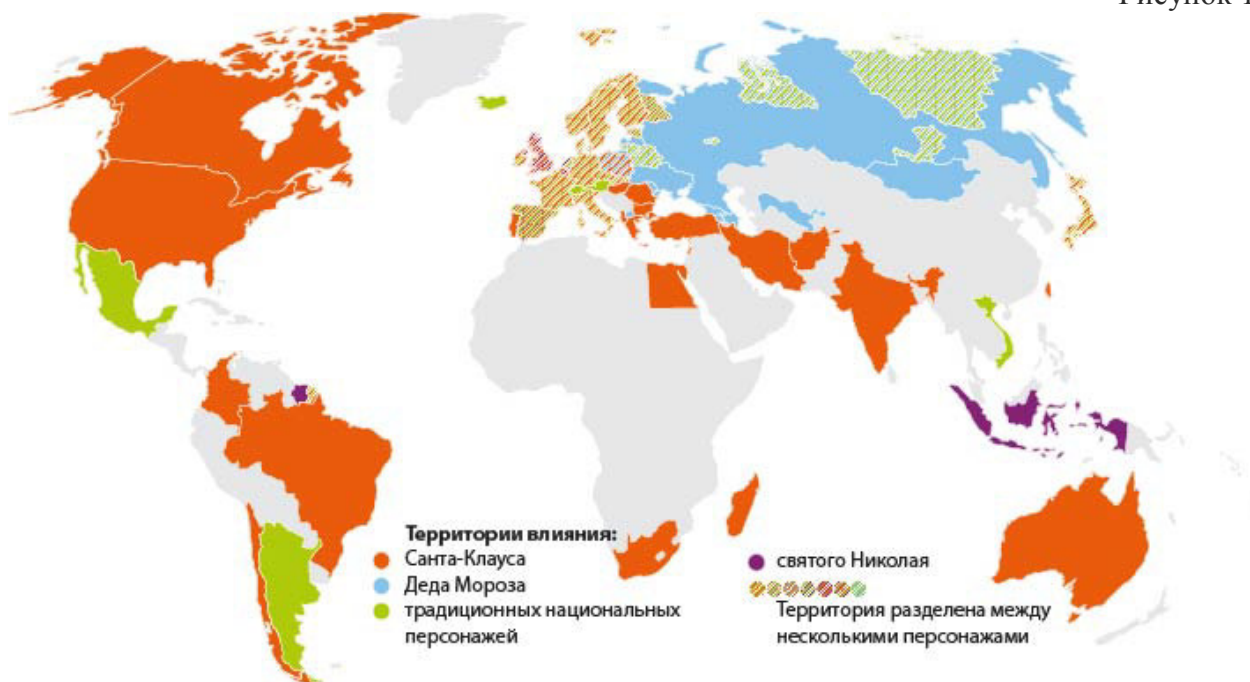 Рисунок 1
Территории влияния:
Санта-Клауса
Деда Мороза
традиционных национальных
персонажей
святого Николая
Территория разделена между
несколькими персонажами